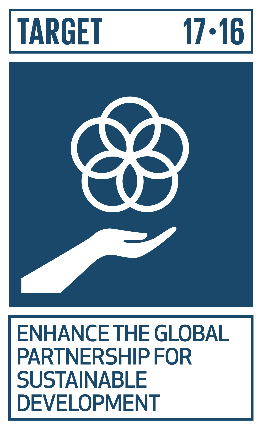 TARGET 17·16
ENHANCE THE GLOBAL
PARTNERSHIP FOR
SUSTAINABLE
DEVELOPMENT